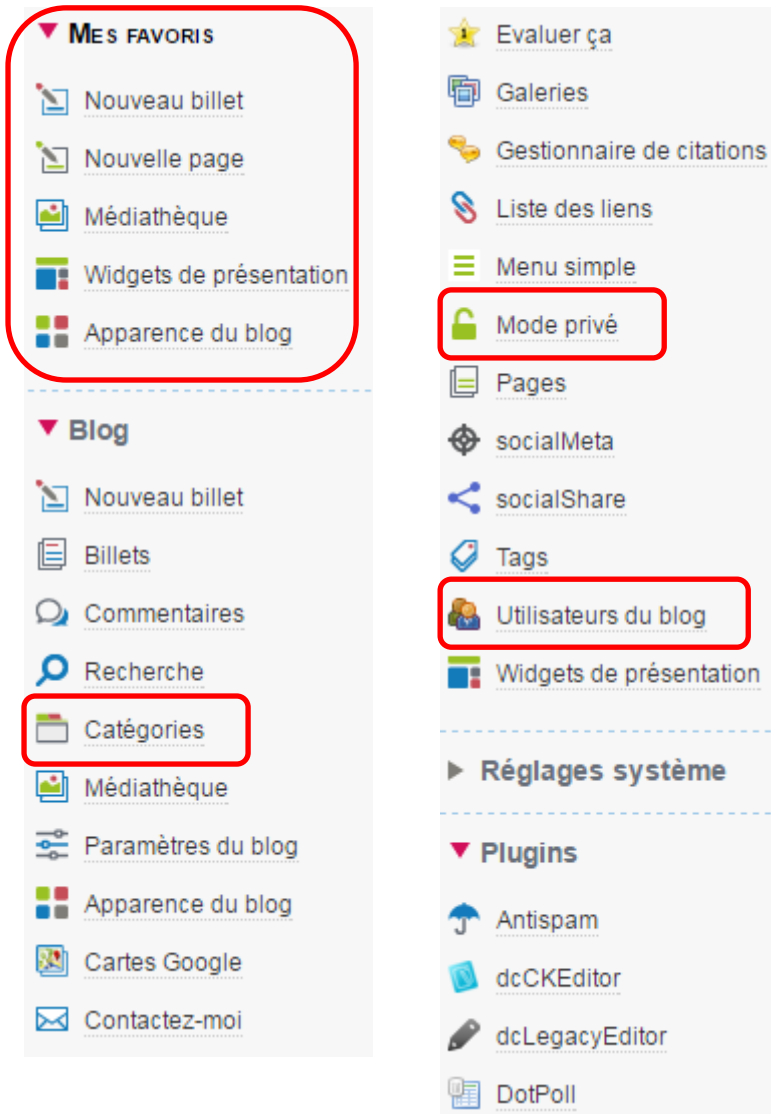 MES FAVORIS
Nouveau billet
Nouvelle page
Médiathèque
Widgets de présentation
Apparence du blog
Blog
Nouveau billet
Billets
Commentaires
Recherche
Catégories
Médiathèque
Paramètres du blog
Apparence du blog
Cartes Google
Contactez-moi
Evaluer ça
Galeries
Gestionnaire de citations
Liste des liens
Menu simple
Mode privé
Pages
socialMeta
socialShare
Tags
Utilisateurs du blog
Widgets de présentation
Réglages système
Plugins
Antispam
dcCKEditor
dcLegacyEditor
DotPoll